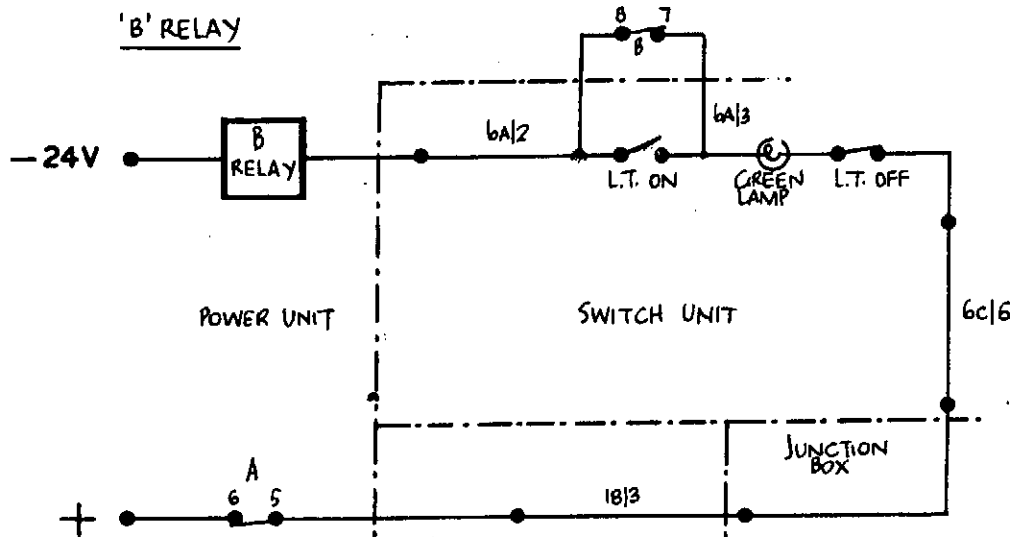 'B' RELAY
8 7
B
6A/2
6A/3
B
RELAY
-24V
L.T. ON
GREEN
LAMP
L.T. OFF
POWER UNIT
SWITCH UNIT
6C/6
JUNCTION
BOX
A
6 5
18/3
+